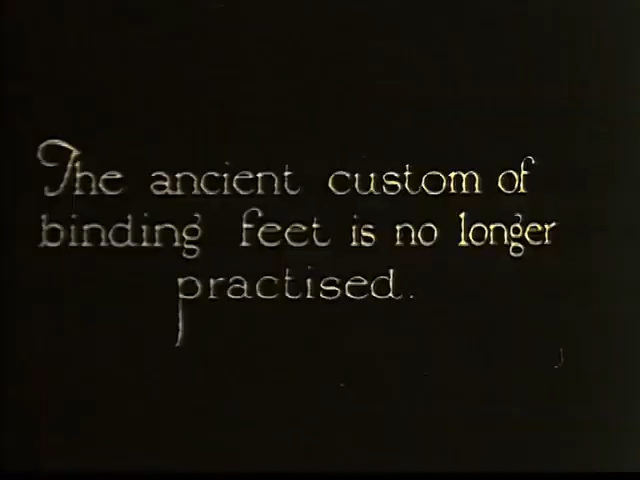 The ancient custom of
binding feet is no longer
practised.